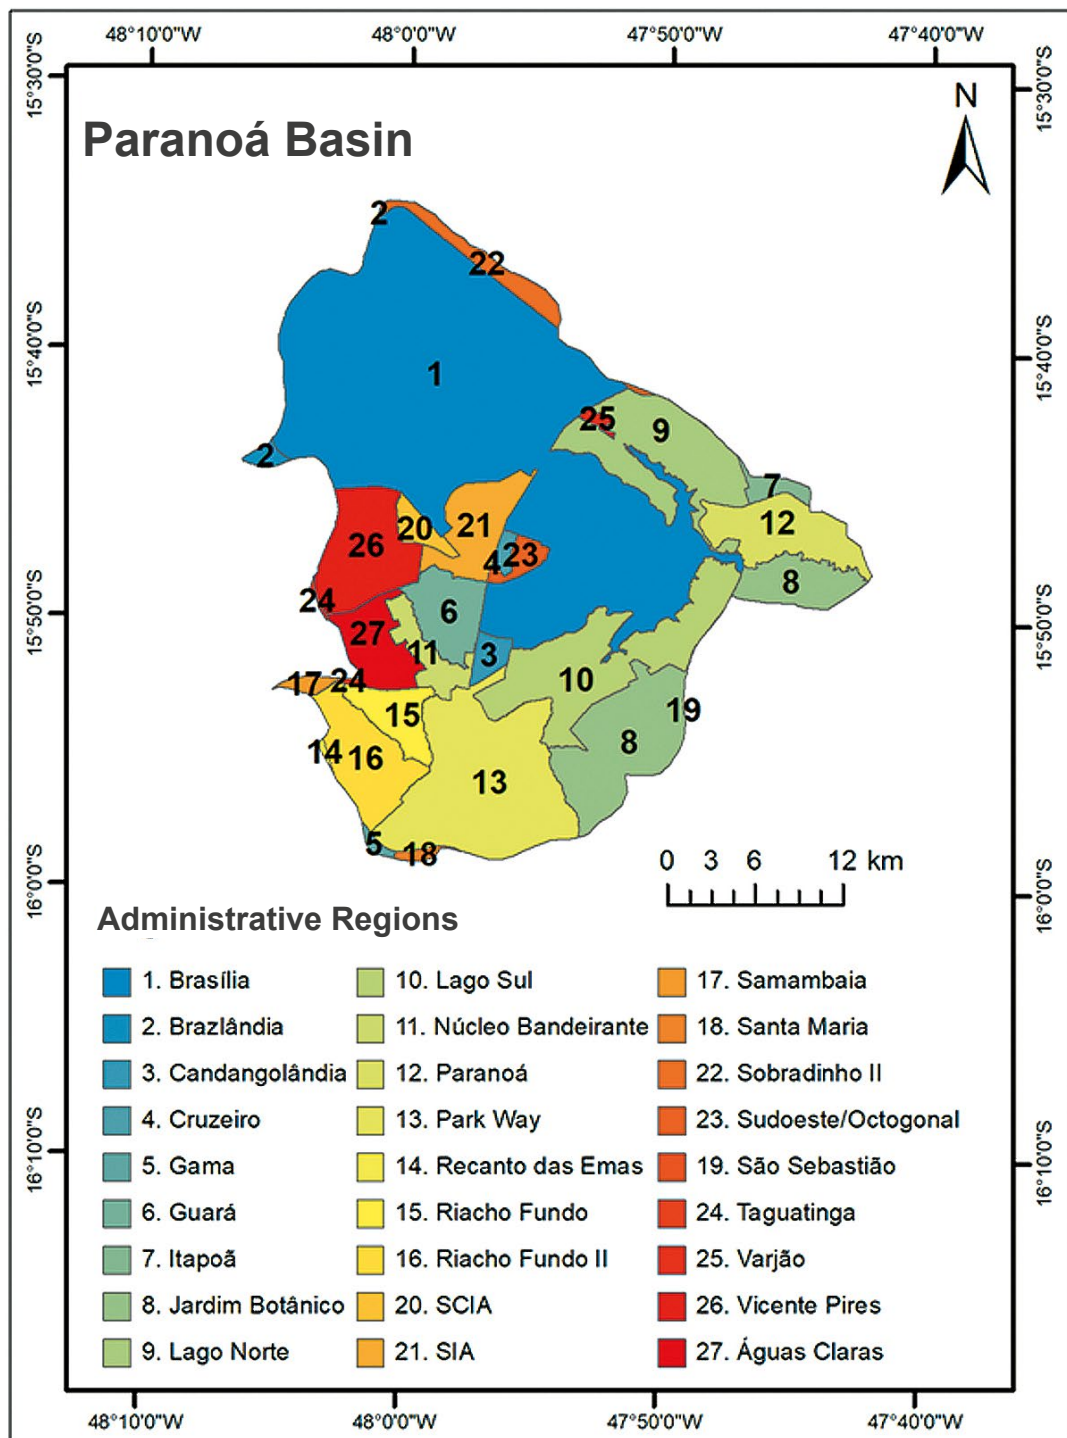 48°10'0"W 48°0'0"W 47°50'0"W 47°40'0"W
15°30'0"S
15°30'0"S
N
Paranoá Basin
2
22
15°40'0"S
15°40'0"S
1
25
9
2
7
20
21
12
26
4
23
8
24
6
15°50'0"S
15°50'0"S
27
11
3
17
24
10
15
19
14
16
8
13
5
18
0 3 6 12 km
16°0'0"S
16°0'0"S
Administrative Regions
1. Brasília
2. Brazlândia
3. Candangolândia
4. Cruzeiro
5. Gama
6. Guará
7. Itapoã
8. Jardim Botânico
9. Lago Norte
10. Lago Sul
11. Núcleo Bandeirante
12. Paranoá
13. Park Way
14. Recanto das Emas
15. Riacho Fundo
16. Riacho Fundo II
20. SCIA
21. SIA
17. Samambaia
18. Santa Maria
22. Sobradinho II
23. Sudoeste/Octogonal
19. São Sebastião
24. Taguatinga
25. Varjão
26. Vicente Pires
27. Águas Claras
16°10'0"S
16°10'0"S
48°10'0"W 48°0'0"W 47°50'0"W 47°40'0"W